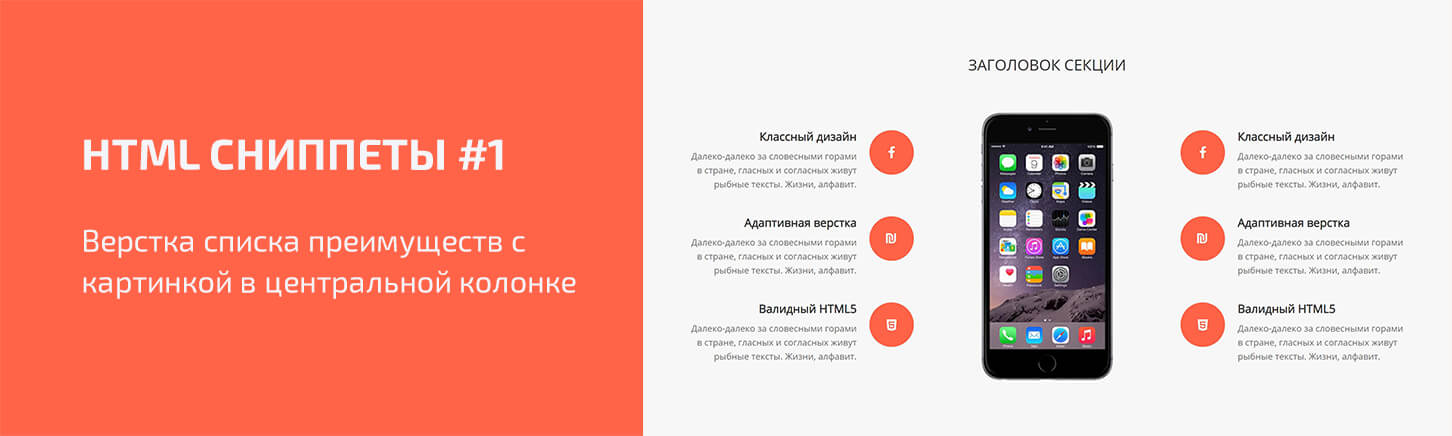 HTML СНИППЕТЫ #1
Верстка списка преимуществ с
картинкой в центральной колонке
ЗАГОЛОВОК СЕКЦИИ
Классный дизайн
Далеко-далеко за словесными горами
в стране, гласных и согласных живут
рыбные тексты. Жизни, алфавит.
Адаптивная верстка
Далеко-далеко за словесными горами
в стране, гласных и согласных живут
рыбные тексты. Жизни, алфавит.
Валидный HTML5
Далеко-далеко за словесными горами
в стране, гласных и согласных живут
рыбные тексты. Жизни, алфавит.
Классный дизайн
Далеко-далеко за словесными горами
в стране, гласных и согласных живут
рыбные тексты. Жизни, алфавит.
Адаптивная верстка
Далеко-далеко за словесными горами
в стране, гласных и согласных живут
рыбные тексты. Жизни, алфавит.
Валидный HTML5
Далеко-далеко за словесными горами
в стране, гласных и согласных живут
рыбные тексты. Жизни, алфавит.